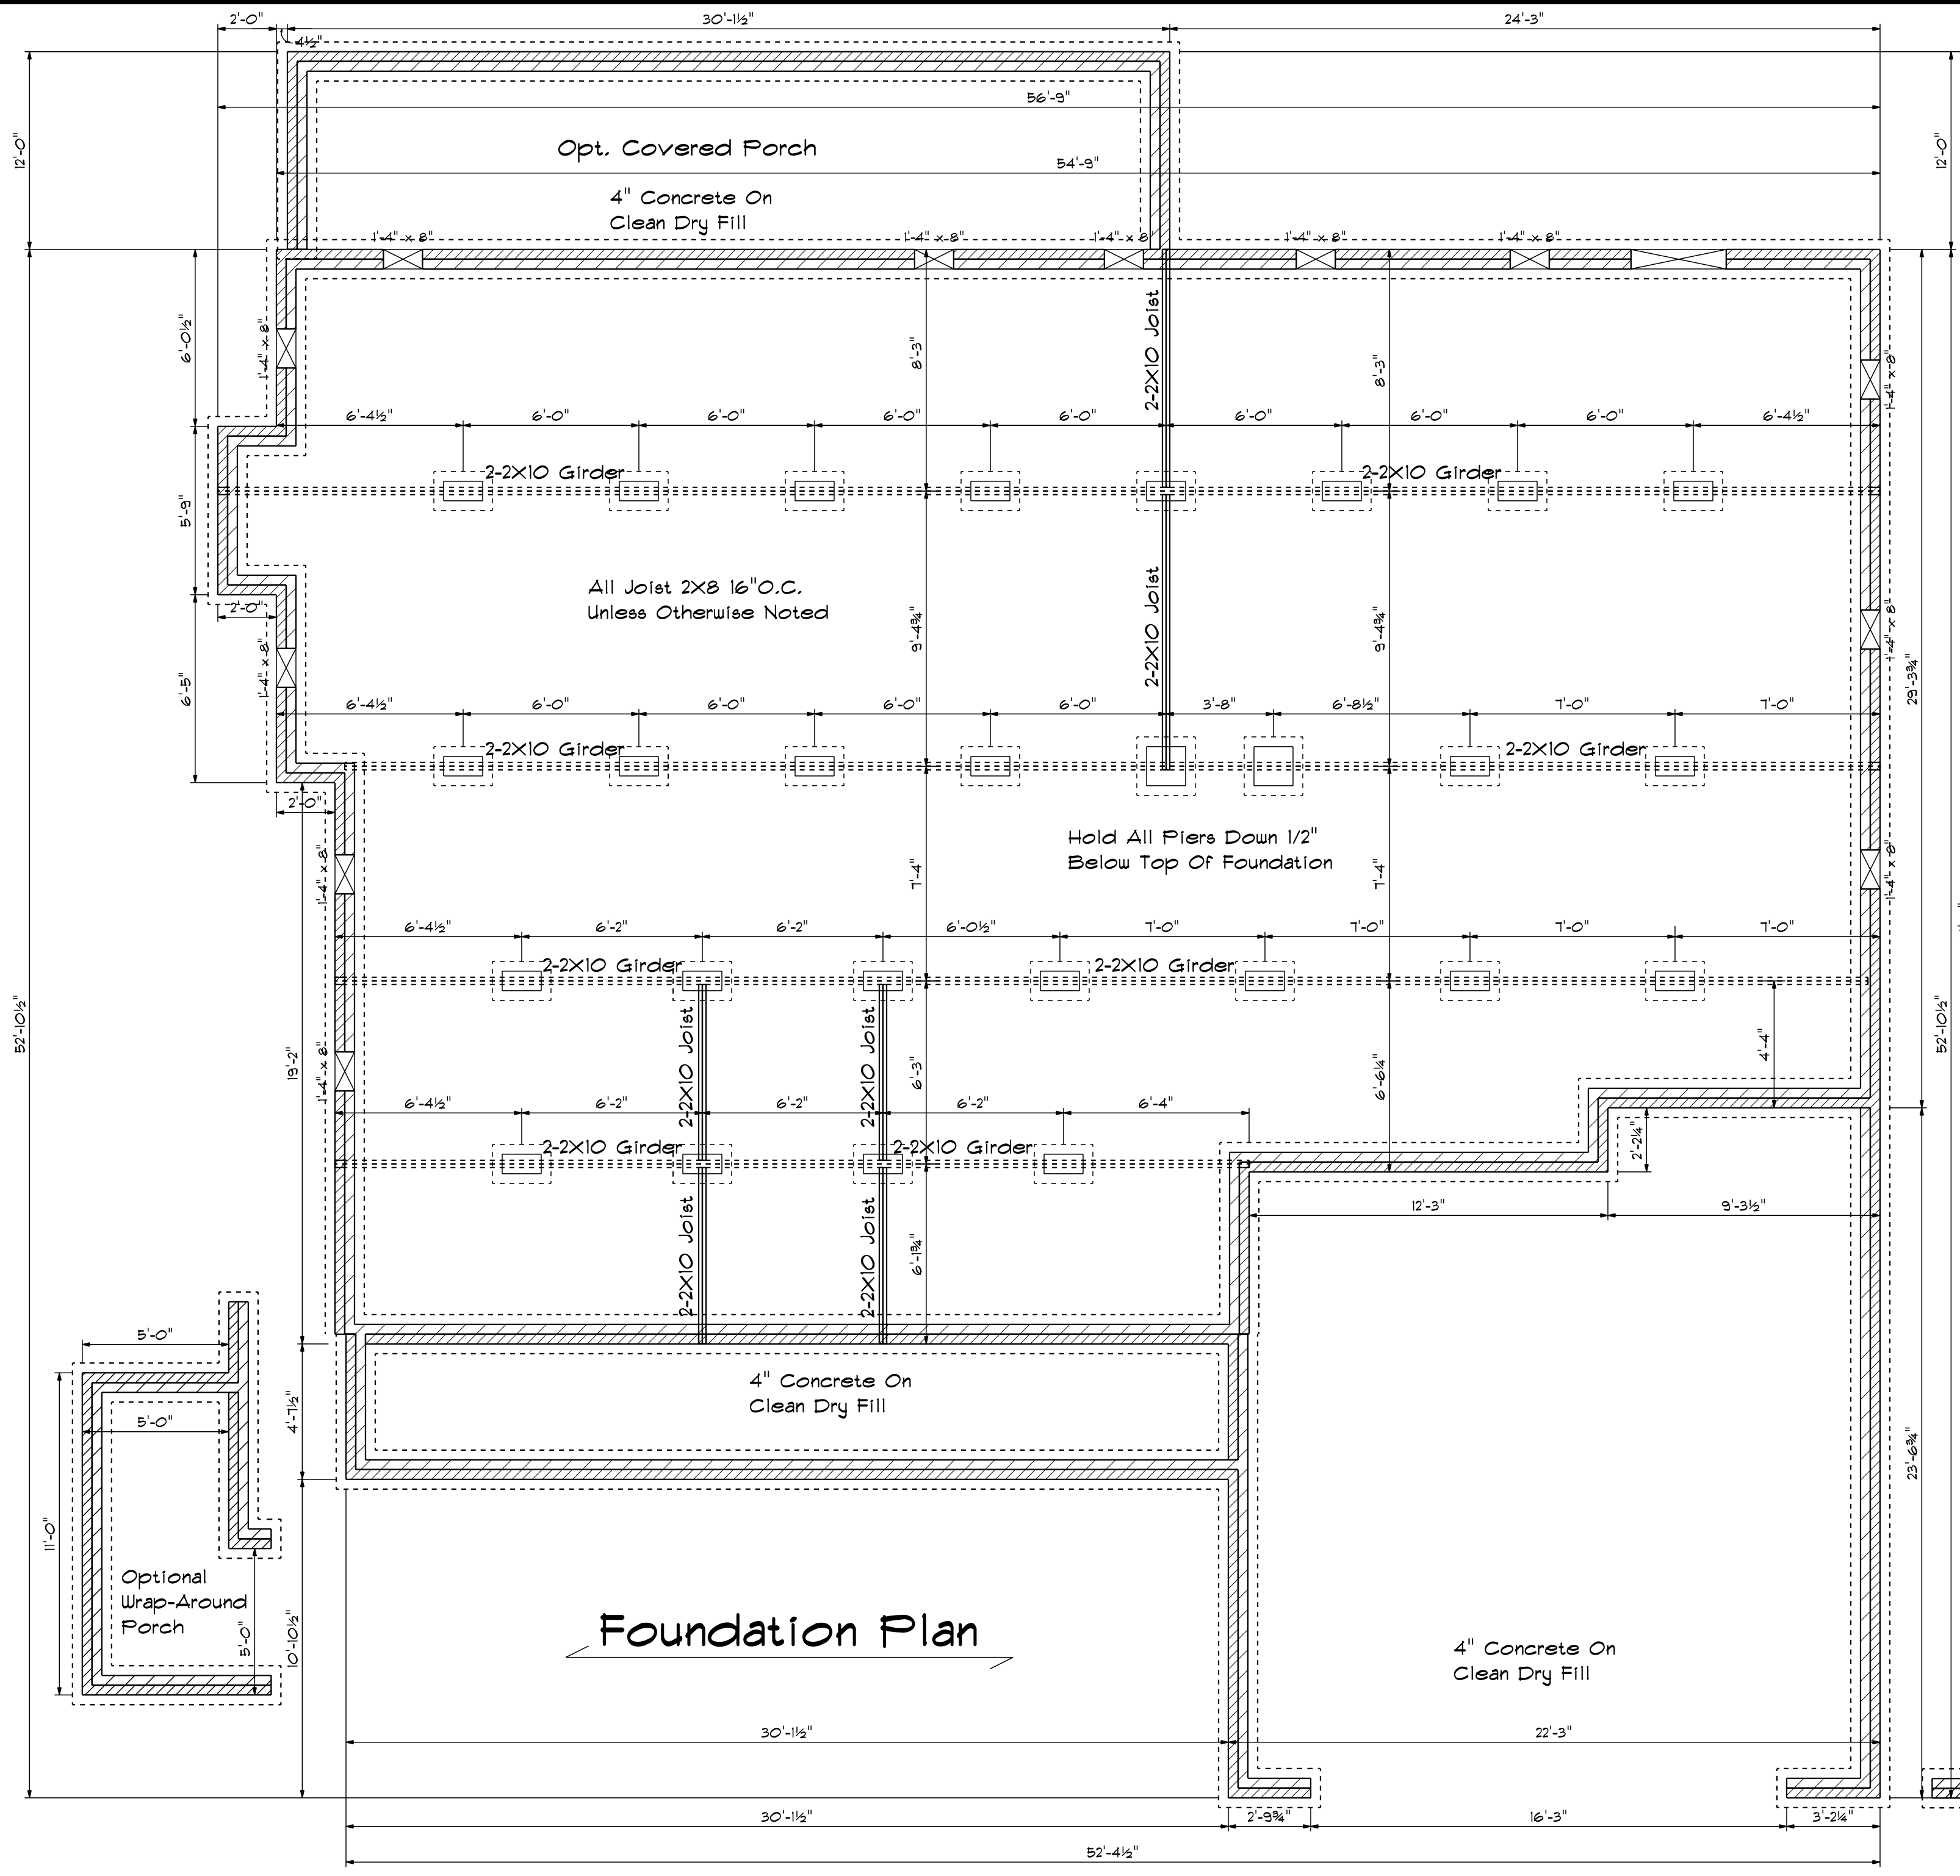 2'-0"
30'-1½"
24'-3"
4½"
56'-9"
12'-0"
12'-0"
Opt. Covered Porch
54'-9"
4" Concrete On
Clean Dry Fill
1'-4" x 8"
1'-4" x 8"
1'-4" x 8
1'-4" x 8"
1'-4" x 8"
6'-0½"
1'-4" x 8"
8'-3"
2-2X10 Joist
8'-3"
1'-4" x 8"
6'-4½"
6'-0"
6'-0"
6'-0"
6'-0"
6'-0"
6'-0"
6'-0"
6'-4½"
2-2X10 Girder
2-2X10 Girder
5'-9"
All Joist 2X8 16"O.C.
Unless Otherwise Noted
2'-0"
9'-4¾"
2-2X10 Joist
9'-4¾"
1'-4" x 8"
6'-5"
1'-4" x 8"
29'-3¾"
6'-4½"
6'-0"
6'-0"
6'-0"
6'-0"
3'-8"
6'-8½"
7'-0"
7'-0"
2-2X10 Girder
2-2X10 Girder
2'-0"
Hold All Piers Down 1/2"
Below Top Of Foundation
1'-4" x 8"
7'-4"
7'-4"
1'-4" x 8"
6'-4½"
6'-2"
6'-2"
6'-0½"
7'-0"
7'-0"
7'-0"
7'-0"
2-2X10 Girder
2-2X10 Girder
52'-10½"
52'-10½"
19'-2"
1'-4" x 8"
2-2X10 Joist
2-2X10 Joist
6'-3"
6'-6¼"
4'-4"
6'-4½"
6'-2"
6'-2"
6'-2"
6'-4"
2-2X10 Girder
2-2X10 Girder
2'-2¼"
12'-3"
9'-3½"
2-2X10 Joist
2-2X10 Joist
6'-1¾"
5'-0"
4" Concrete On
Clean Dry Fill
4'-7½"
5'-0"
23'-6¾"
11'-0"
Optional
Wrap-Around
Porch
5'-0"
10'-10½"
Foundation Plan
4" Concrete On
Clean Dry Fill
30'-1½"
22'-3"
30'-1½"
2'-9¾"
16'-3"
3'-2¼"
52'-4½"